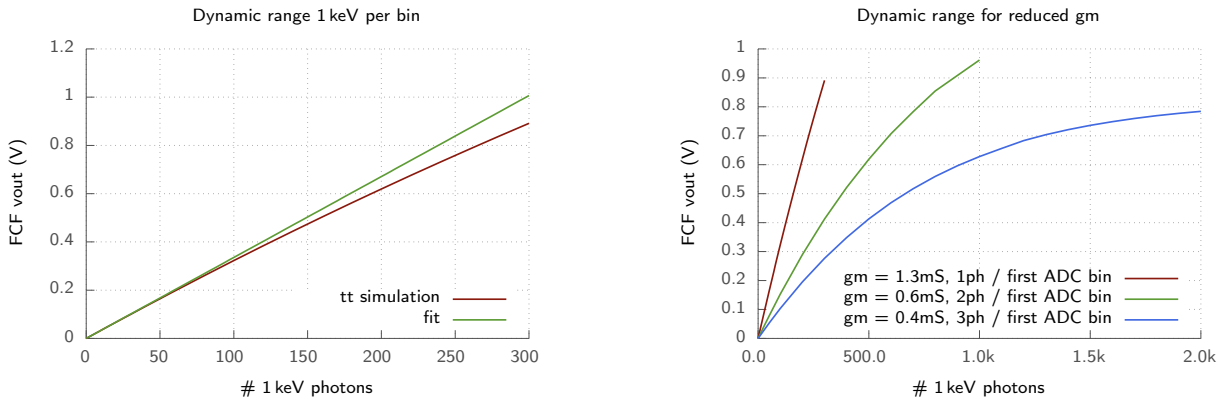 Dynamic range 1 keV per bin
FCF vout (V)
1.2
1
0.8
0.6
0.4
0.2
0
0 50 100 150 200 250 300
# 1 keV photons
tt simulation
fit
Dynamic range for reduced gm
FCF vout (V)
1
0.9
0.8
0.7
0.6
0.5
0.4
0.3
0.2
0.1
0
0.0 500.0 1.0k 1.5k 2.0k
# 1 keV photons
gm = 1.3mS, 1ph / first ADC bin
gm = 0.6mS, 2ph / first ADC bin
gm = 0.4mS, 3ph / first ADC bin